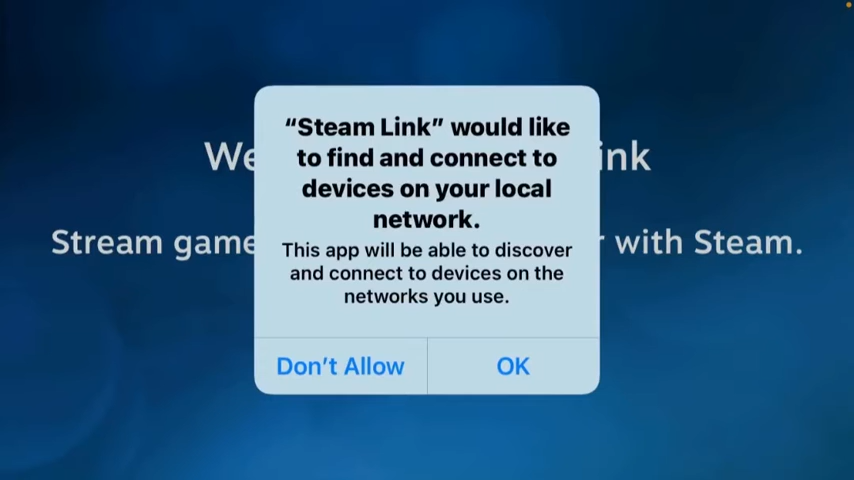 “Steam Link” would like
to find and connect to
devices on your local
network.
This app will be able to discover
and connect to devices on the
networks you use.
Don’t Allow OK
We ink
Stream game r with Steam.